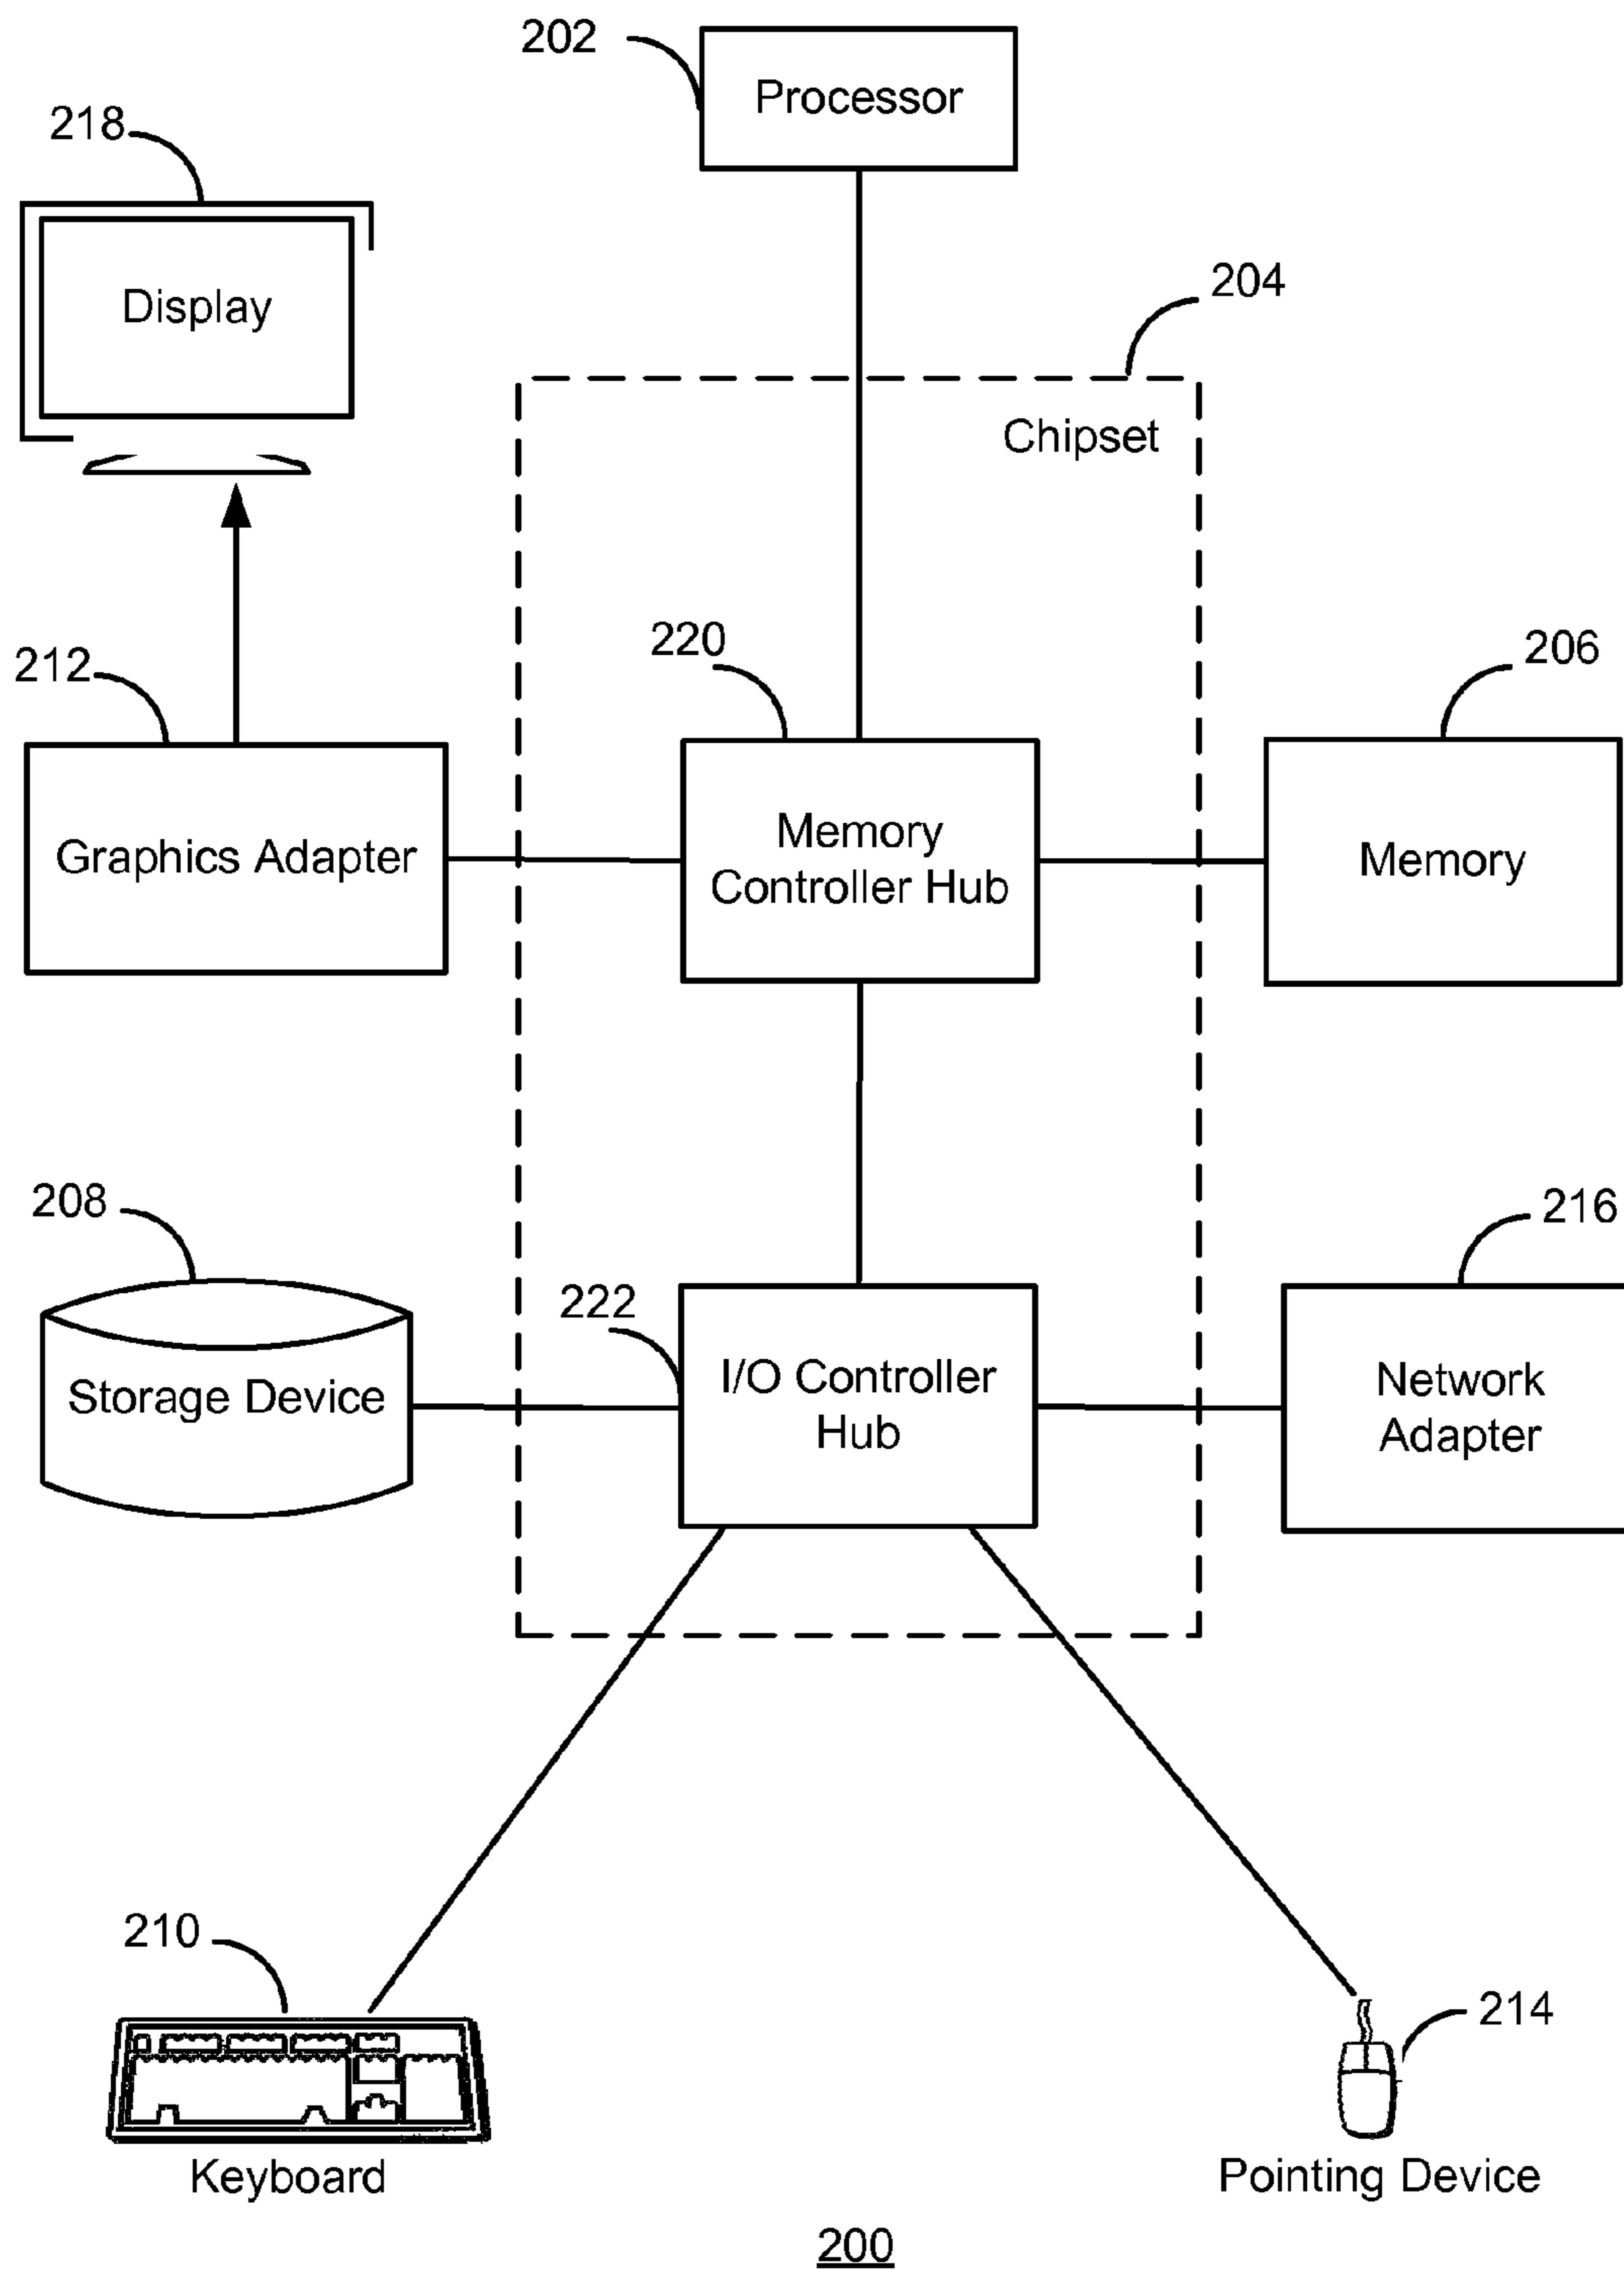 202
Processor
218
Display
204
Chipset
220
206
212
Graphics Adapter
Memory
Controller Hub
Memory
208
216
222
Storage Device
I/O Controller
Hub
Network
Adapter
210
214
Keyboard
Pointing Device
200